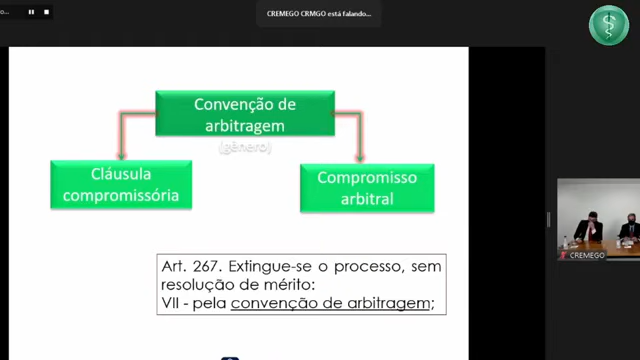 o...
CREMEGO CRMGO está falando...
Convenção de
arbitragem
(gênero)
Cláusula
compromissória
Compromisso
arbitral
Art. 267. Extingue-se o processo, sem
resolução de mérito:
VII - pela convenção de arbitragem;
CREMEGO